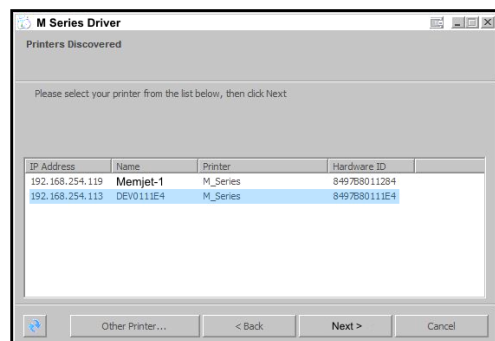 M Series Driver
Printers Discovered
Please select your printer from the list below, then click Next
IP Address Name Printer Hardware ID
192.168.254.119 Memjet-1 M_Series 8497B8011284
192.168.254.113 DEV0111E4 M_Series 8497B80111E4
Other Printer... < Back Next > Cancel